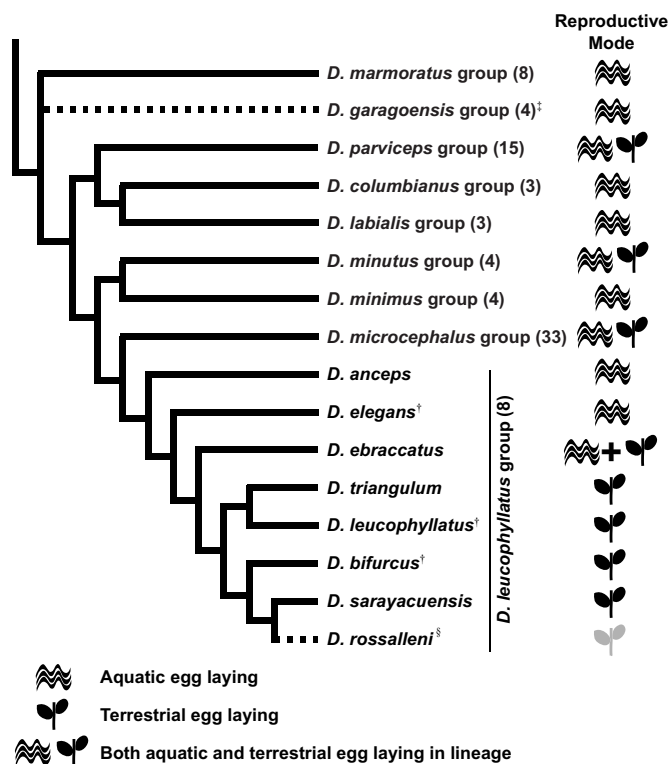 Reproductive
Mode
D. marmoratus group (8)
D. garagoensis group (4)‡
D. parviceps group (15)
D. columbianus group (3)
D. labialis group (3)
D. minutus group (4)
D. minimus group (4)
D. microcephalus group (33)
D. anceps
D. elegans†
D. ebraccatus
+
D. triangulum
D. leucophyllatus†
D. bifurcus†
D. sarayacuensis
D. rossalleni§
D. leucophyllatus group (8)
Aquatic egg laying
Terrestrial egg laying
Both aquatic and terrestrial egg laying in lineage